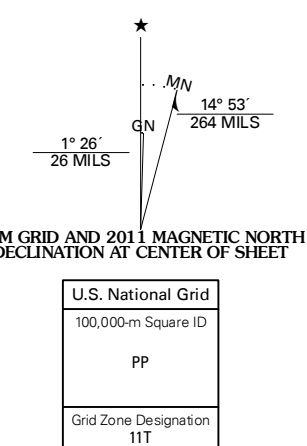 MN
GN
14° 53´
264 MILS
1° 26´
26 MILS
M GRID AND 2011 MAGNETIC NORTH
DECLINATION AT CENTER OF SHEET
U.S. National Grid
100,000-m Square ID
PP
Grid Zone Designation
11T